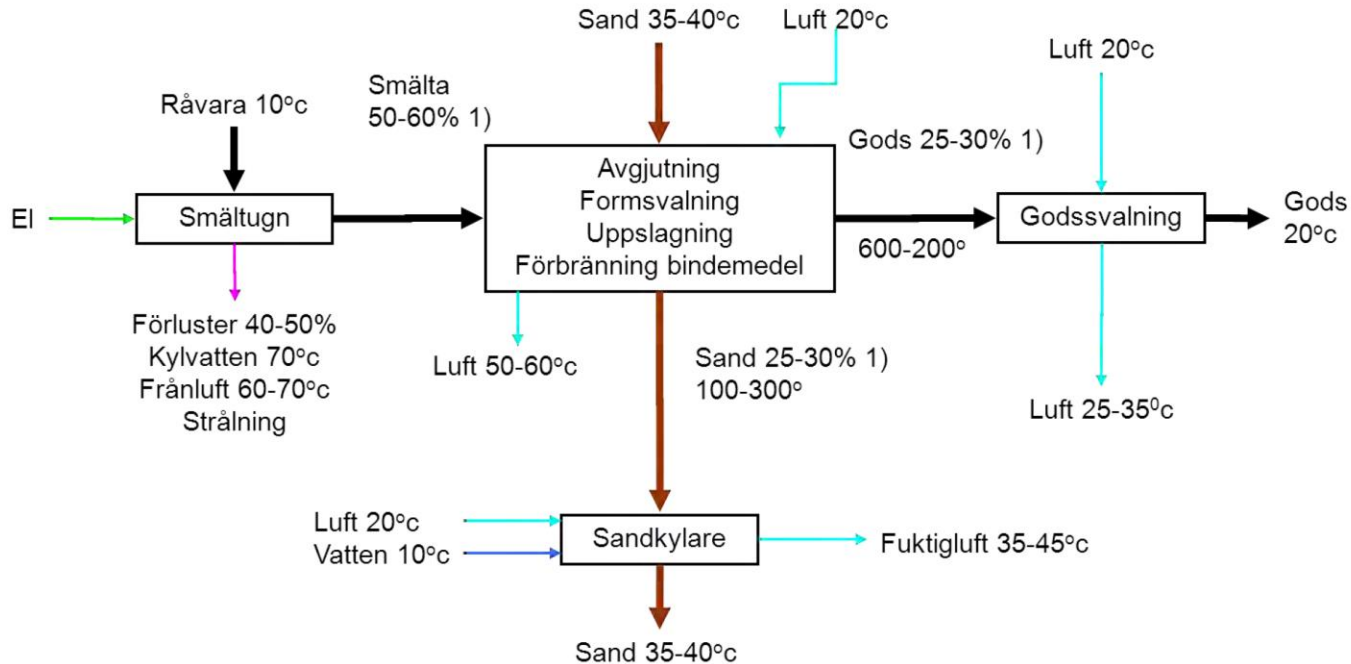 Sand 35-40°c
Luft 20°c
Luft 20°c
Smälta
50-60% 1)
Råvara 10°c
Gods 25-30% 1)
Avgjutning
Formsvalning
Uppslagning
Förbränning bindemedel
El
Smältugn
Godssvalning
Gods
20°c
600-200°
Förluster 40-50%
Kylvatten 70°c
Frånluft 60-70°c
Strålning
Luft 50-60°c
Sand 25-30% 1)
100-300°
Luft 25-35⁰c
Luft 20°c
Vatten 10°c
Sandkylare
Fuktigluft 35-45°c
Sand 35-40°c